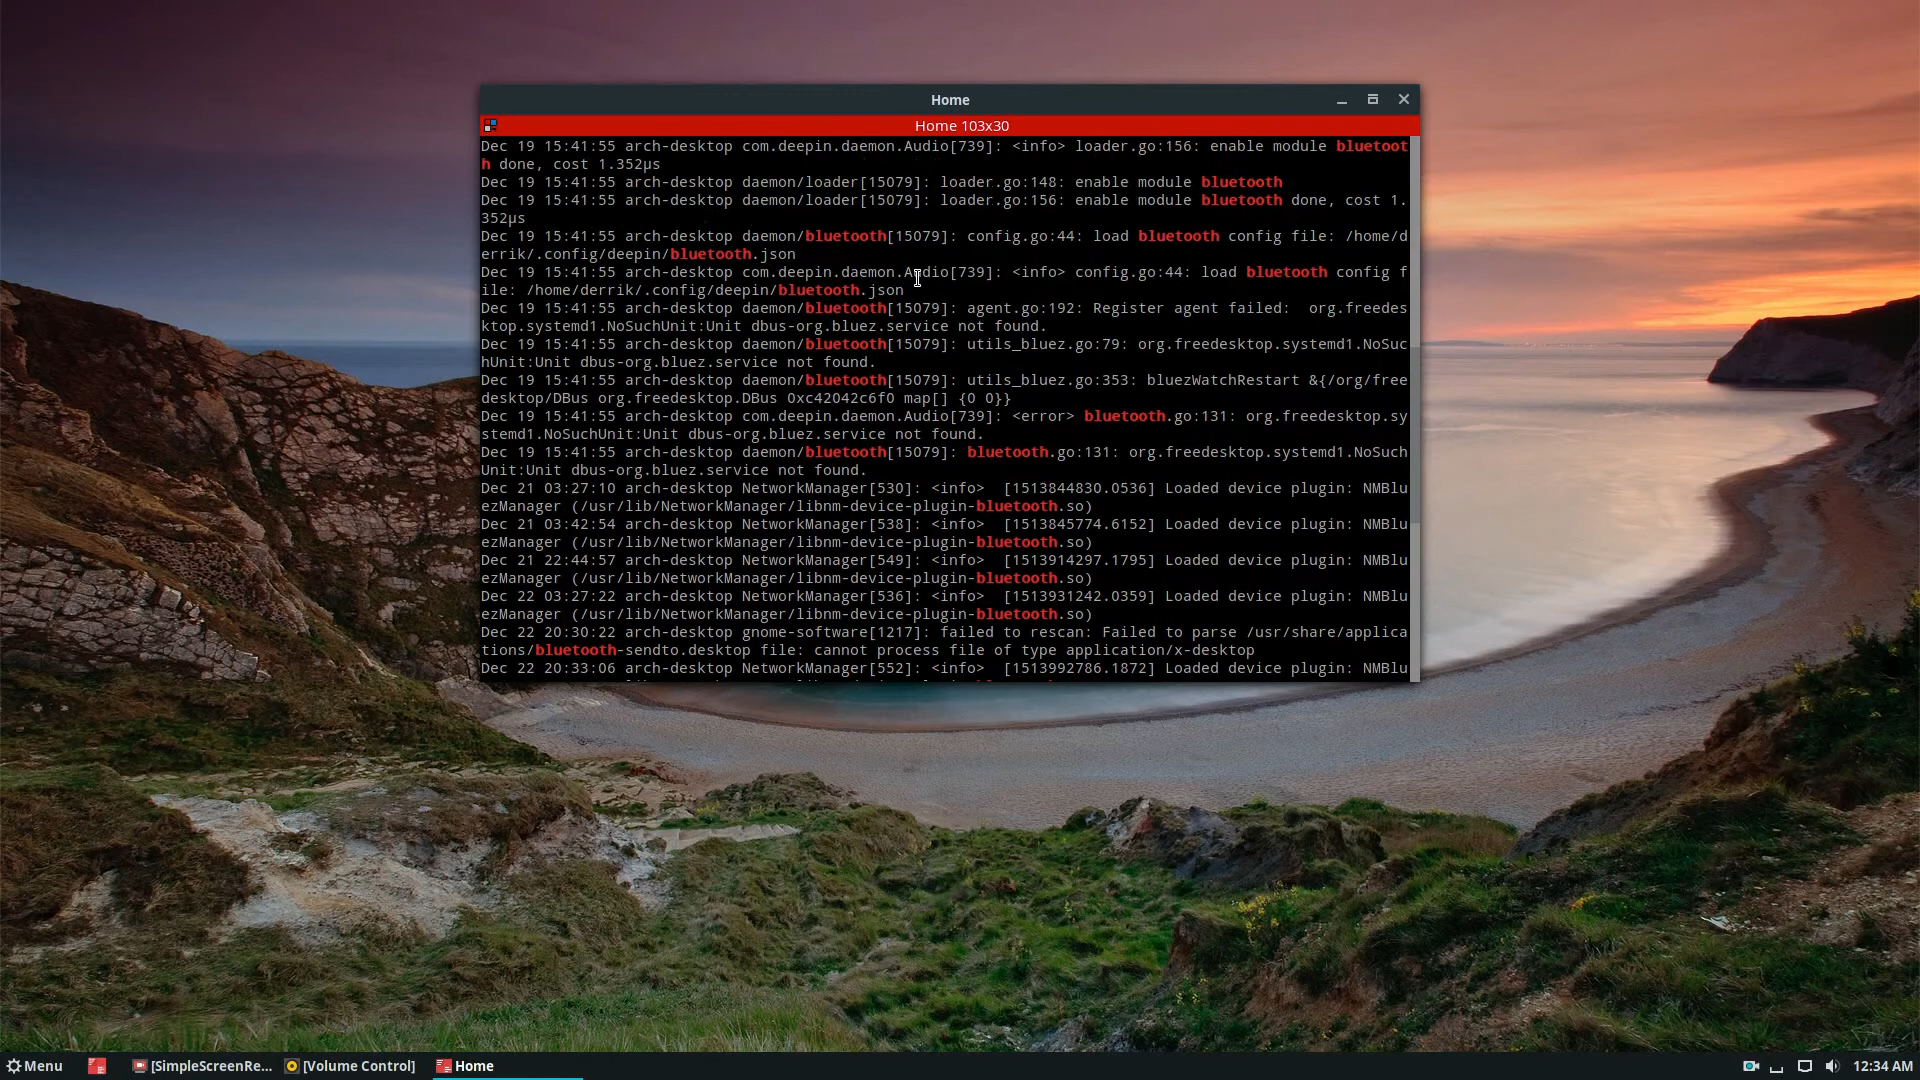 Home
Home 103x30
Dec 19 15:41:55 arch-desktop com.deepin.daemon.Audio[739]: <info> loader.go:156: enable module bluetoot
h done, cost 1.352µs
Dec 19 15:41:55 arch-desktop daemon/loader[15079]: loader.go:148: enable module bluetooth
Dec 19 15:41:55 arch-desktop daemon/loader[15079]: loader.go:156: enable module bluetooth done, cost 1.
352µs
Dec 19 15:41:55 arch-desktop daemon/bluetooth[15079]: config.go:44: load bluetooth config file: /home/d
errik/.config/deepin/bluetooth.json
Dec 19 15:41:55 arch-desktop com.deepin.daemon.Audio[739]: <info> config.go:44: load bluetooth config f
ile: /home/derrik/.config/deepin/bluetooth.json
Dec 19 15:41:55 arch-desktop daemon/bluetooth[15079]: agent.go:192: Register agent failed:  org.freedes
ktop.systemd1.NoSuchUnit:Unit dbus-org.bluez.service not found.
Dec 19 15:41:55 arch-desktop daemon/bluetooth[15079]: utils_bluez.go:79: org.freedesktop.systemd1.NoSuc
hUnit:Unit dbus-org.bluez.service not found.
Dec 19 15:41:55 arch-desktop daemon/bluetooth[15079]: utils_bluez.go:353: bluezWatchRestart &{/org/free
desktop/DBus org.freedesktop.DBus 0xc42042c6f0 map[] {0 0}}
Dec 19 15:41:55 arch-desktop com.deepin.daemon.Audio[739]: <error> bluetooth.go:131: org.freedesktop.sy
stemd1.NoSuchUnit:Unit dbus-org.bluez.service not found.
Dec 19 15:41:55 arch-desktop daemon/bluetooth[15079]: bluetooth.go:131: org.freedesktop.systemd1.NoSuch
Unit:Unit dbus-org.bluez.service not found.
Dec 21 03:27:10 arch-desktop NetworkManager[530]: <info>  [1513844830.0536] Loaded device plugin: NMBlu
ezManager (/usr/lib/NetworkManager/libnm-device-plugin-bluetooth.so)
Dec 21 03:42:54 arch-desktop NetworkManager[538]: <info>  [1513845774.6152] Loaded device plugin: NMBlu
ezManager (/usr/lib/NetworkManager/libnm-device-plugin-bluetooth.so)
Dec 21 22:44:57 arch-desktop NetworkManager[549]: <info>  [1513914297.1795] Loaded device plugin: NMBlu
ezManager (/usr/lib/NetworkManager/libnm-device-plugin-bluetooth.so)
Dec 22 03:27:22 arch-desktop NetworkManager[536]: <info>  [1513931242.0359] Loaded device plugin: NMBlu
ezManager (/usr/lib/NetworkManager/libnm-device-plugin-bluetooth.so)
Dec 22 20:30:22 arch-desktop gnome-software[1217]: failed to rescan: Failed to parse /usr/share/applica
tions/bluetooth-sendto.desktop file: cannot process file of type application/x-desktop
Dec 22 20:33:06 arch-desktop NetworkManager[552]: <info>  [1513992786.1872] Loaded device plugin: NMBlu
Menu [SimpleScreenRe... [Volume Control] Home 12:34 AM